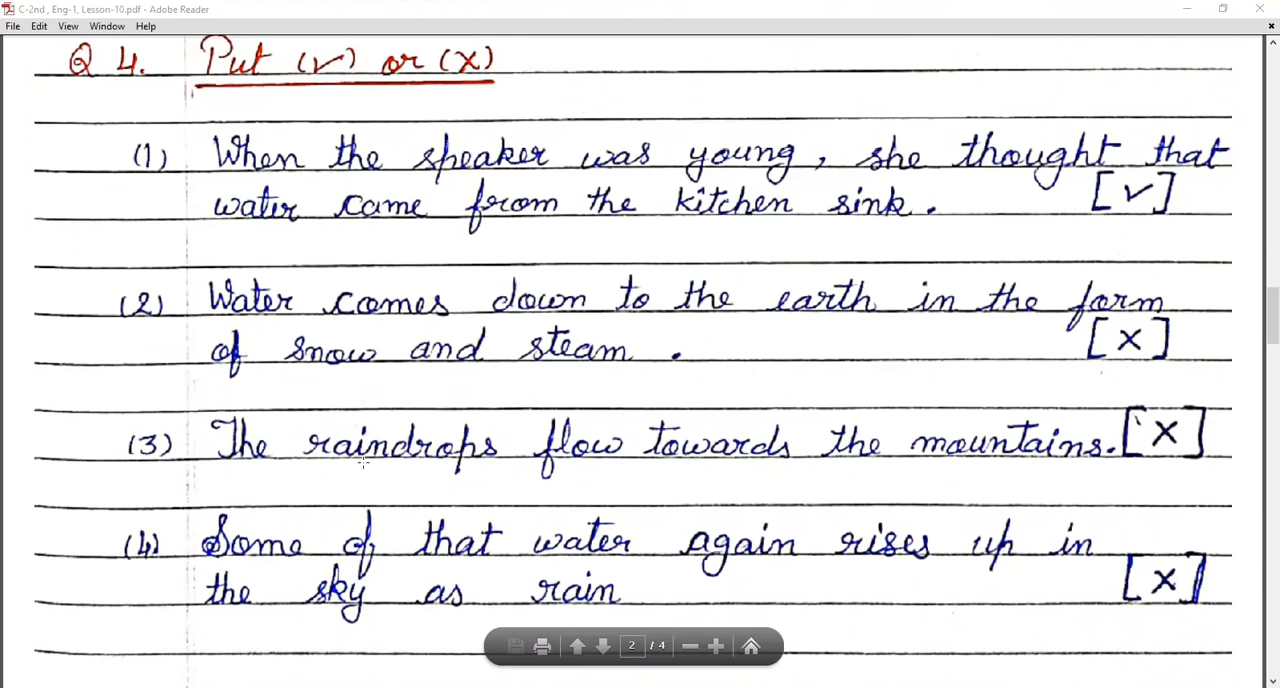 C-2nd , Eng-1, Lesson-10.pdf - Adobe Reader
File Edit View Window Help
Q 4. Put (✓) or (X)
(1) When the speaker was young, she thought that
water came from the kitchen sink. [✓]
(2) Water comes down to the earth in the form
of snow and steam. [X]
(3) The raindrops flow towards the mountains. [X]
(4) Some of that water again rises up in
the sky as rain [X]
2 / 4